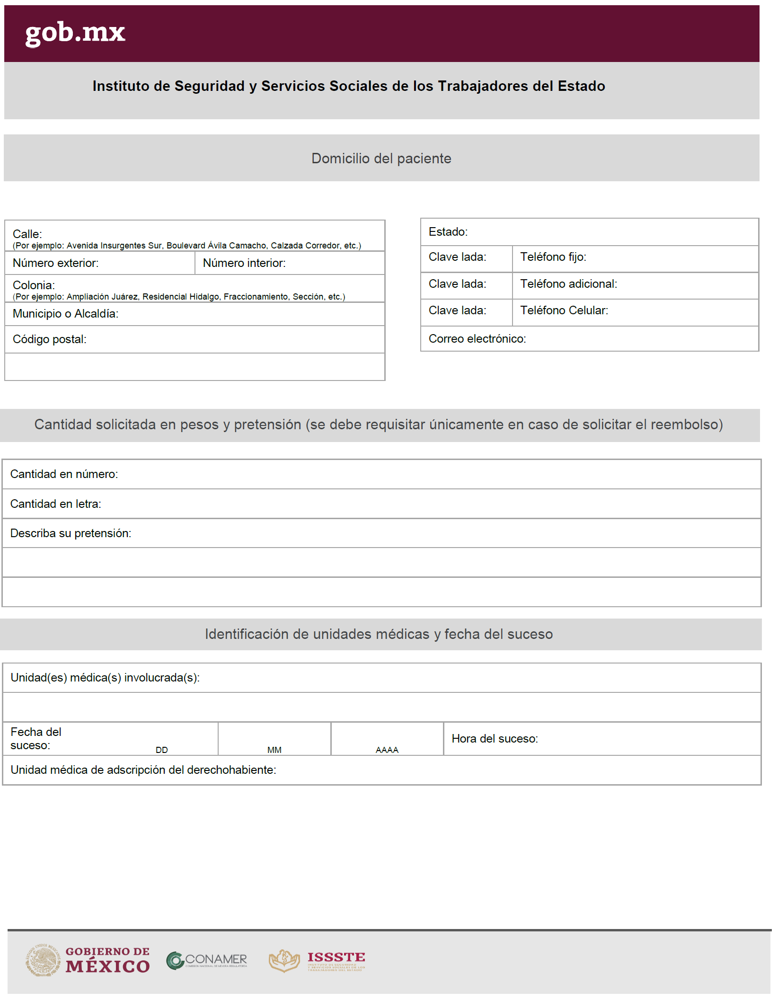 gob.mx
Instituto de Seguridad y Servicios Sociales de los Trabajadores del Estado
Domicilio del paciente
Calle:
(Por ejemplo: Avenida Insurgentes Sur, Boulevard Ávila Camacho, Calzada Corredor, etc.)
Número exterior:
Número interior:
Colonia:
(Por ejemplo: Ampliación Juárez, Residencial Hidalgo, Fraccionamiento, Sección, etc.)
Municipio o Alcaldía:
Código postal:
Estado:
Clave lada:
Teléfono fijo:
Clave lada:
Teléfono adicional:
Clave lada:
Teléfono Celular:
Correo electrónico:
Cantidad solicitada en pesos y pretensión (se debe requisitar únicamente en caso de solicitar el reembolso)
Cantidad en número:
Cantidad en letra:
Describa su pretensión:
Identificación de unidades médicas y fecha del suceso
Unidad(es) médica(s) involucrada(s):
Fecha del
suceso:
DD
MM
AAAA
Hora del suceso:
Unidad médica de adscripción del derechohabiente:
ESTADOS UNIDOS MEXICANOS
GOBIERNO DE
MÉXICO
CONAMER
COMISIÓN NACIONAL DE MEJORA REGULATORIA
ISSSTE
INSTITUTO DE SEGURIDAD
Y SERVICIOS SOCIALES DE LOS
TRABAJADORES DEL ESTADO